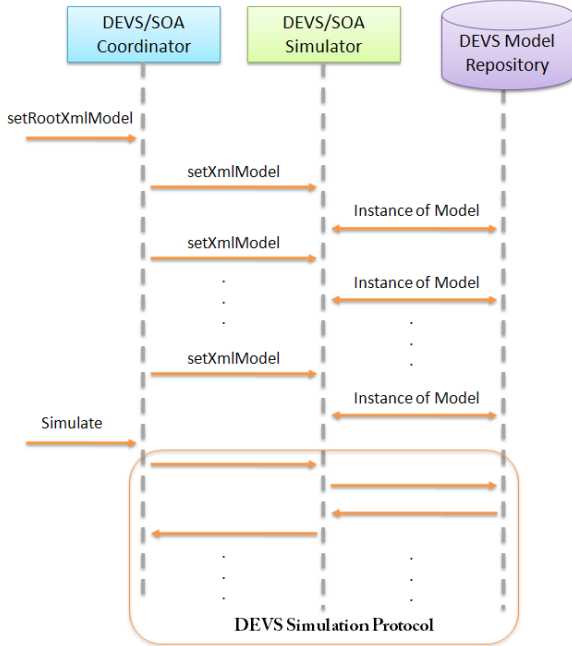 DEVS/SOA
Coordinator
DEVS/SOA
Simulator
DEVS Model
Repository
setRootXmlModel
setXmlModel
Instance of Model
setXmlModel
Instance of Model
setXmlModel
Instance of Model
Simulate
DEVS Simulation Protocol